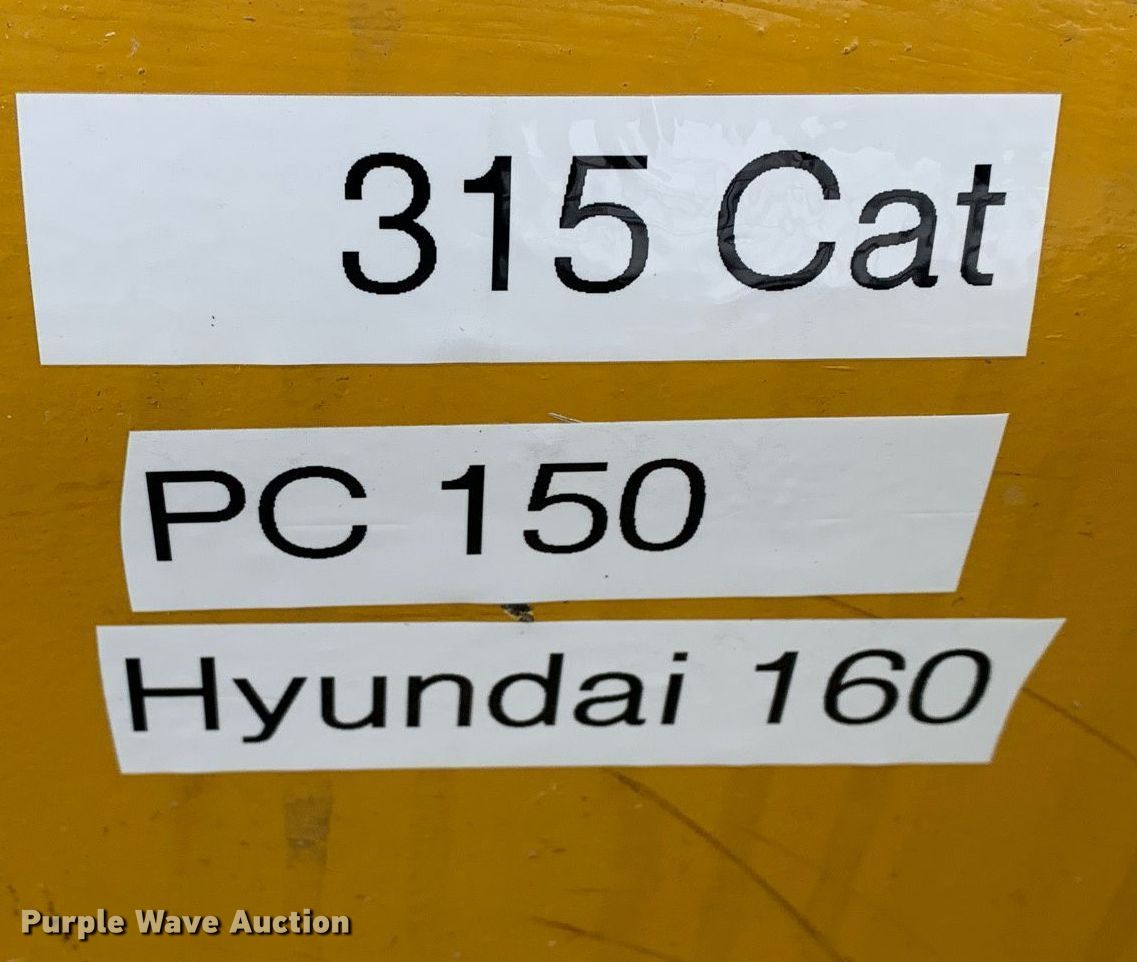 315 Cat
PC 150
Hyundai 160
Purple Wave Auction